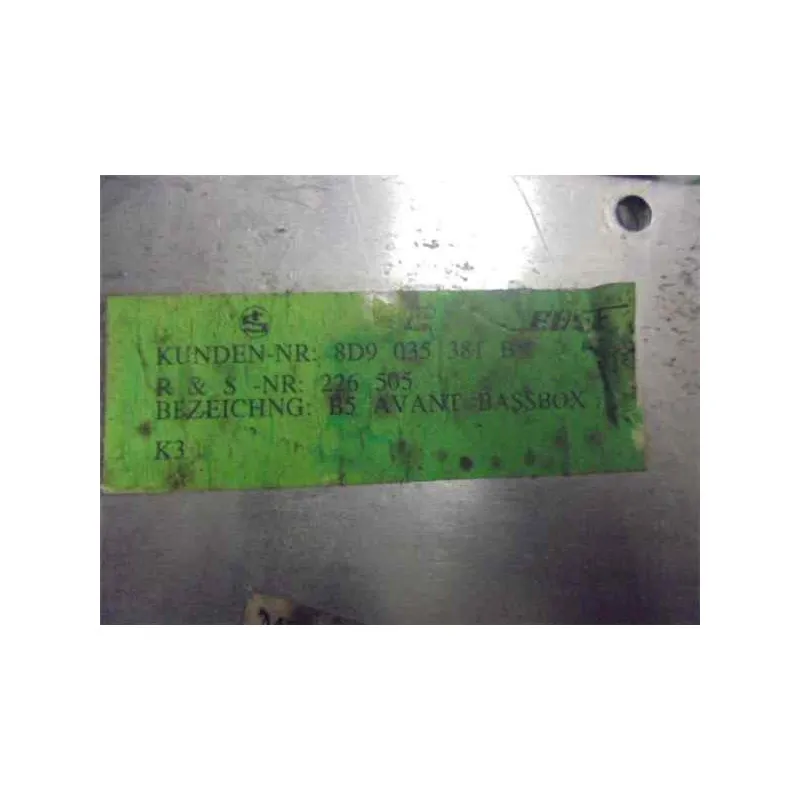 KUNDEN-NR: 8D9 035 381 B
R & S -NR: 226 505
BEZEICHNG: B5 AVANT BASSBOX
K3